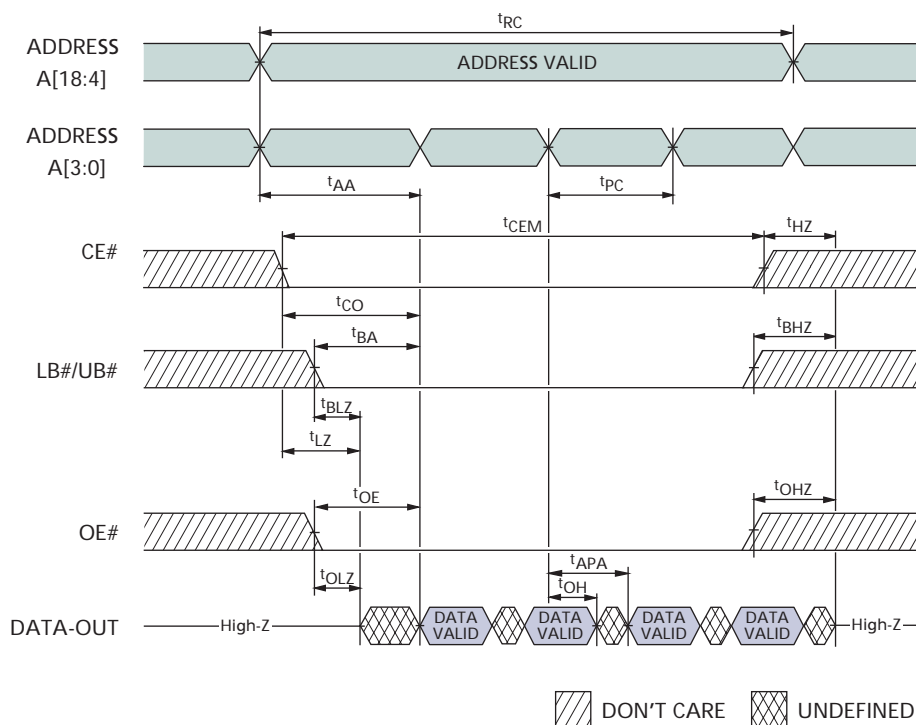 tRC
ADDRESS
A[18:4]
ADDRESS VALID
ADDRESS
A[3:0]
tAA
tPC
tCEM
tHZ
CE#
tCO
tBA
tBHZ
LB#/UB#
tBLZ
tLZ
tOE
tOHZ
OE#
tAPA
tOLZ
tOH
DATA-OUT
High-Z
DATA VALID
DATA VALID
DATA VALID
DATA VALID
High-Z
DON'T CARE
UNDEFINED